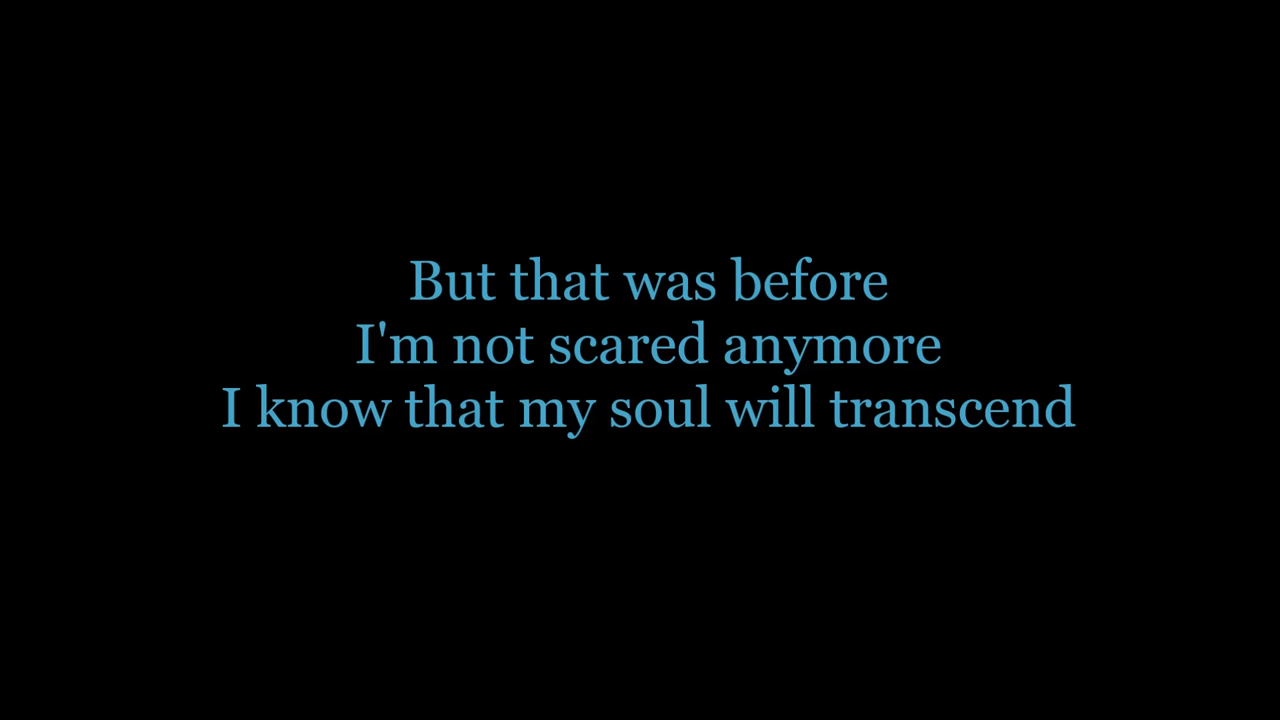 But that was before
I'm not scared anymore
I know that my soul will transcend